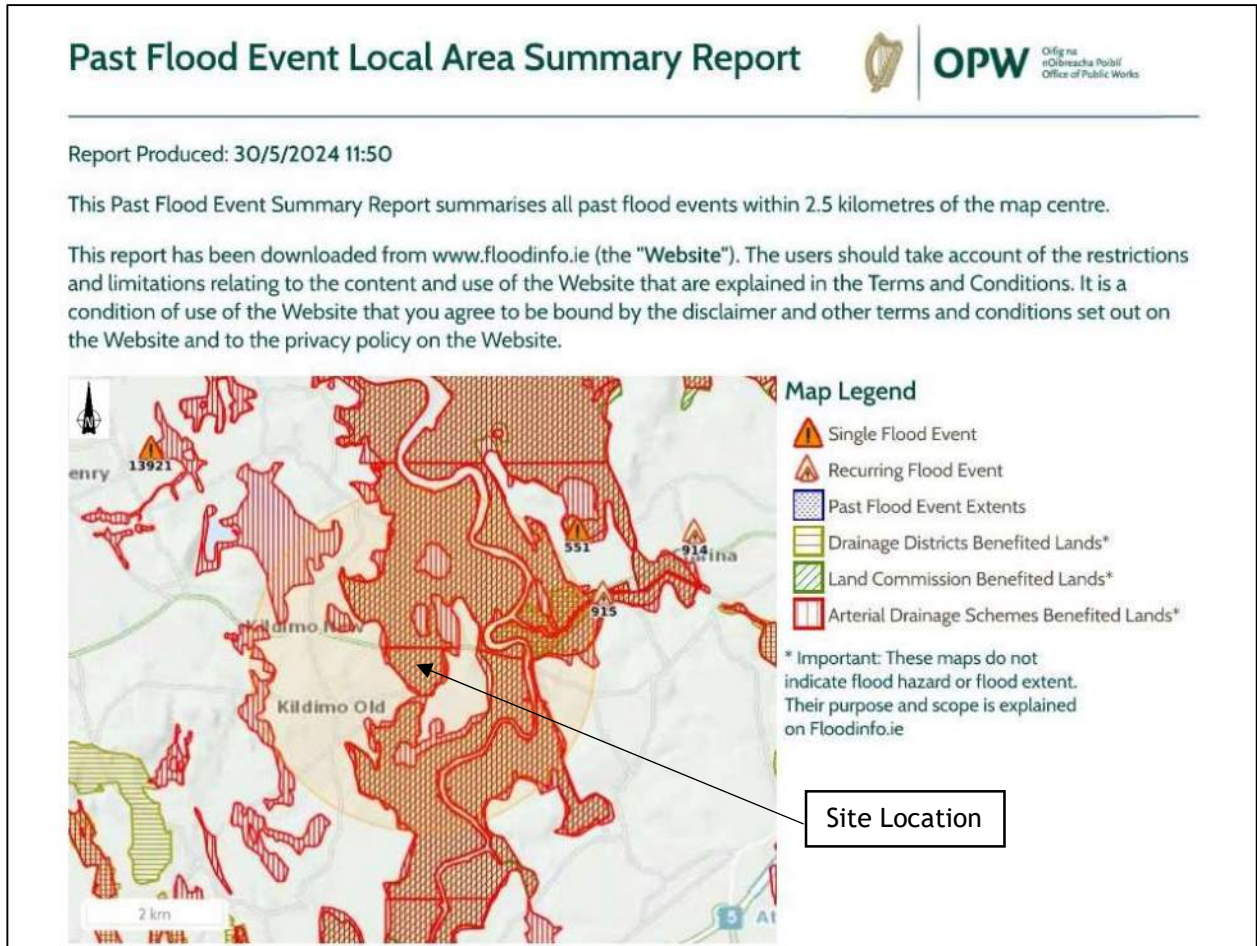 Past Flood Event Local Area Summary Report
OPW
Oifig na
nOibreacha Poiblí
Office of Public Works
Report Produced: 30/5/2024 11:50
This Past Flood Event Summary Report summarises all past flood events within 2.5 kilometres of the map centre.
This report has been downloaded from www.floodinfo.ie (the "Website"). The users should take account of the restrictions
and limitations relating to the content and use of the Website that are explained in the Terms and Conditions. It is a
condition of use of the Website that you agree to be bound by the disclaimer and other terms and conditions set out on
the Website and to the privacy policy on the Website.
N
13921
enry
551
914
arina
915
Kildimo New
Kildimo Old
2 km
5 At
Map Legend
Single Flood Event
Recurring Flood Event
Past Flood Event Extents
Drainage Districts Benefited Lands*
Land Commission Benefited Lands*
Arterial Drainage Schemes Benefited Lands*
* Important: These maps do not
indicate flood hazard or flood extent.
Their purpose and scope is explained
on Floodinfo.ie
Site Location